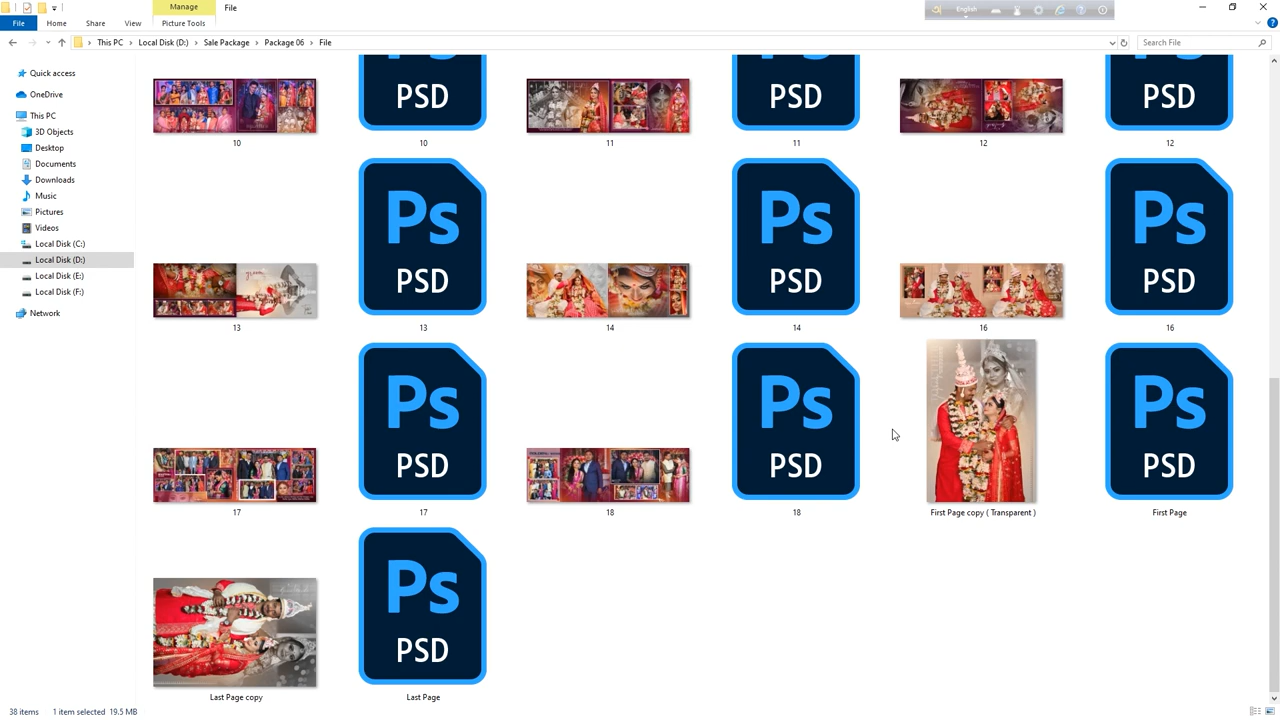 Manage
File
English
File
Home
Share
View
Picture Tools
This PC
Local Disk (D:)
Sale Package
Package 06
File
Search File
Quick access
OneDrive
This PC
3D Objects
Desktop
Documents
Downloads
Music
Pictures
Videos
Local Disk (C:)
Local Disk (D:)
Local Disk (E:)
Local Disk (F:)
Network
PSD
PSD
PSD
10
10
11
11
12
12
Ps
PSD
Ps
PSD
Ps
PSD
13
13
14
14
16
16
Ps
PSD
Ps
PSD
Ps
PSD
17
17
18
18
First Page copy ( Transparent )
First Page
Ps
PSD
Last Page copy
Last Page
38 items
1 item selected 19.5 MB